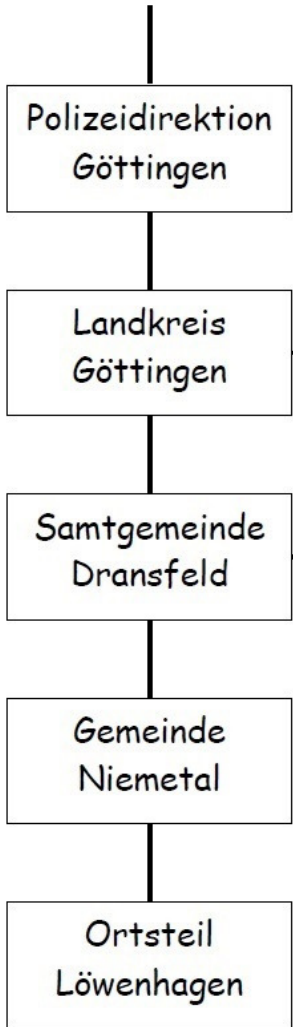 Polizeidirektion
Göttingen
Landkreis
Göttingen
Samtgemeinde
Dransfeld
Gemeinde
Niemetal
Ortsteil
Löwenhagen